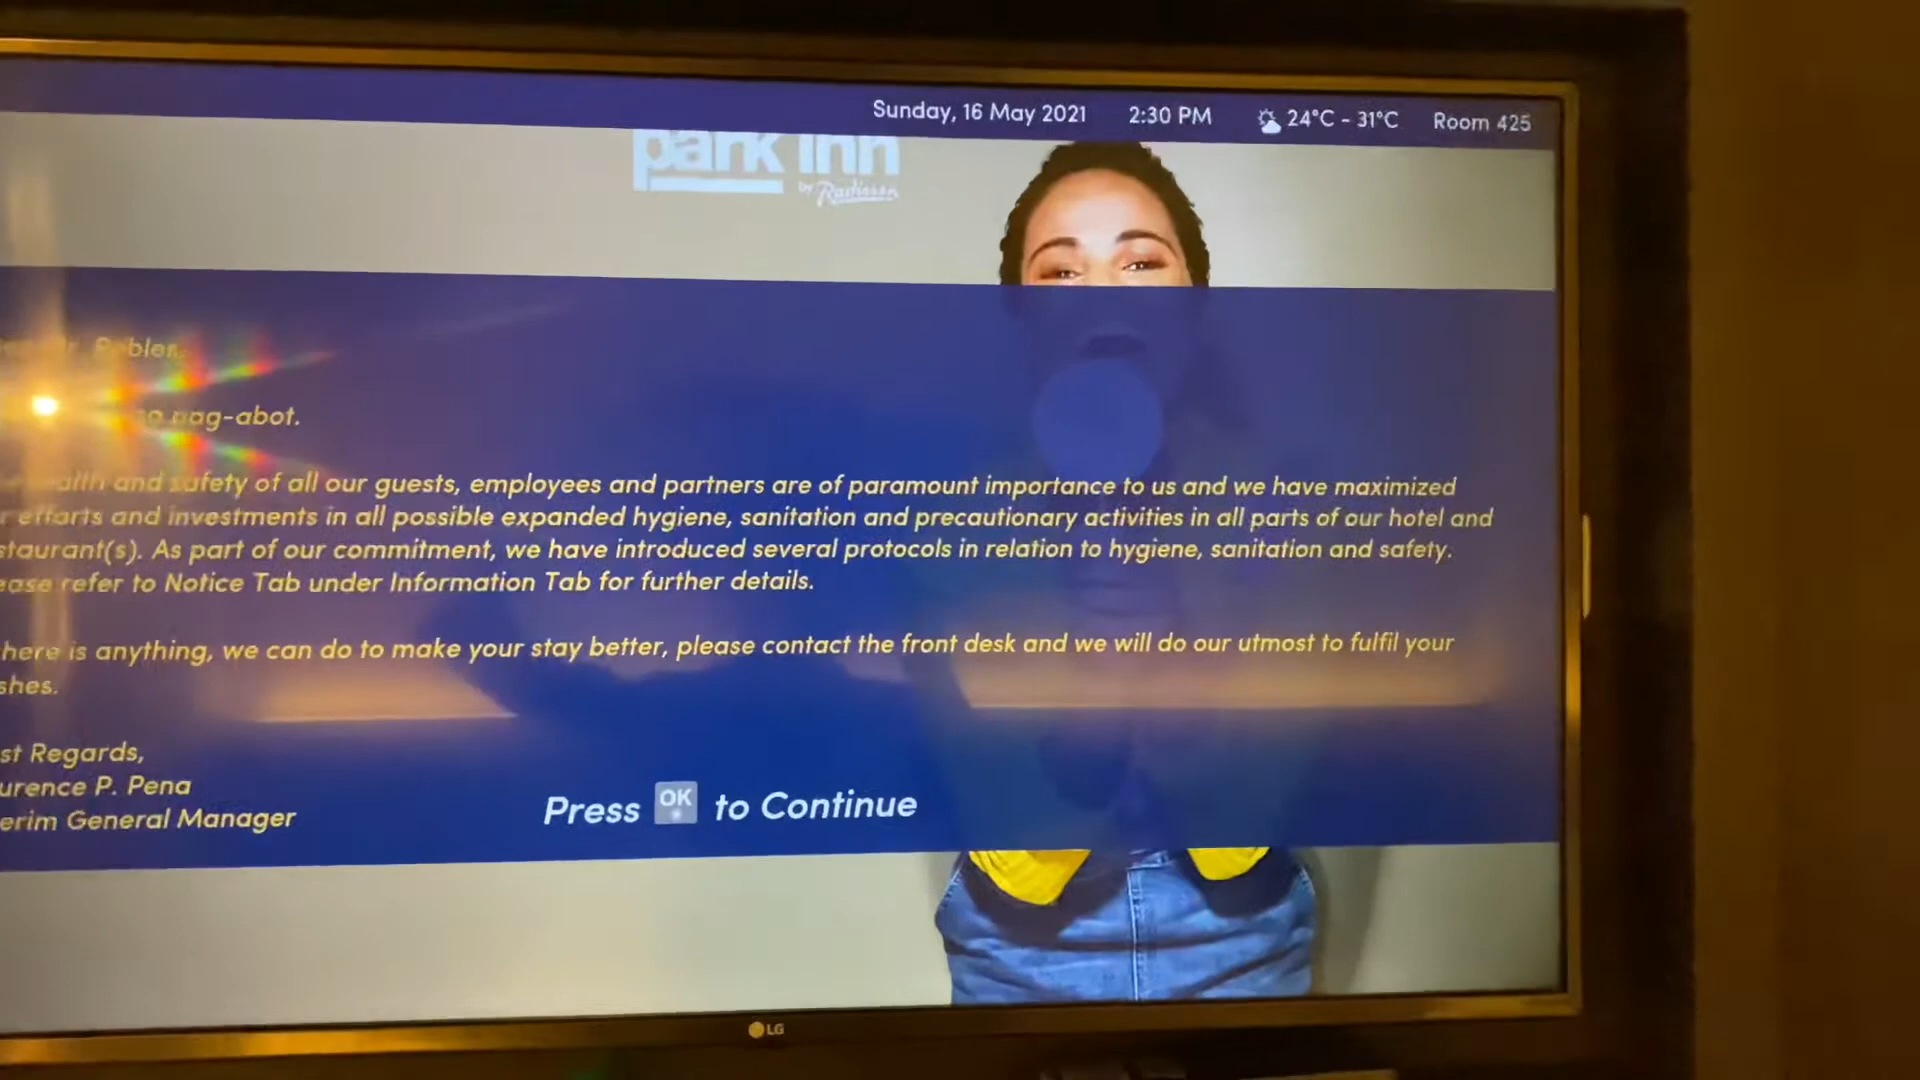 Sunday, 16 May 2021 2:30 PM 24°C - 31°C Room 425
park inn
by Radisson
pag-abot.
and safety of all our guests, employees and partners are of paramount importance to us and we have maximized
efforts and investments in all possible expanded hygiene, sanitation and precautionary activities in all parts of our hotel and
staurant(s). As part of our commitment, we have introduced several protocols in relation to hygiene, sanitation and safety.
ease refer to Notice Tab under Information Tab for further details.
here is anything, we can do to make your stay better, please contact the front desk and we will do our utmost to fulfil your
shes.
st Regards,
urence P. Pena
erim General Manager
Press OK to Continue
LG